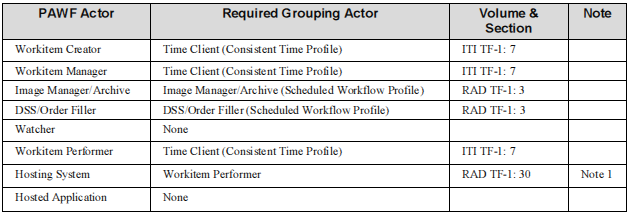 PAWF Actor Required Grouping Actor Volume & Section Note
Workitem Creator Time Client (Consistent Time Profile) ITI TF-1: 7
Workitem Manager Time Client (Consistent Time Profile) ITI TF-1: 7
Image Manager/Archive Image Manager/Archive (Scheduled Workflow Profile) RAD TF-1: 3
DSS/Order Filler DSS/Order Filler (Scheduled Workflow Profile) RAD TF-1: 3
Watcher None
Workitem Performer Time Client (Consistent Time Profile) ITI TF-1: 7
Hosting System Workitem Performer RAD TF-1: 30 Note 1
Hosted Application None